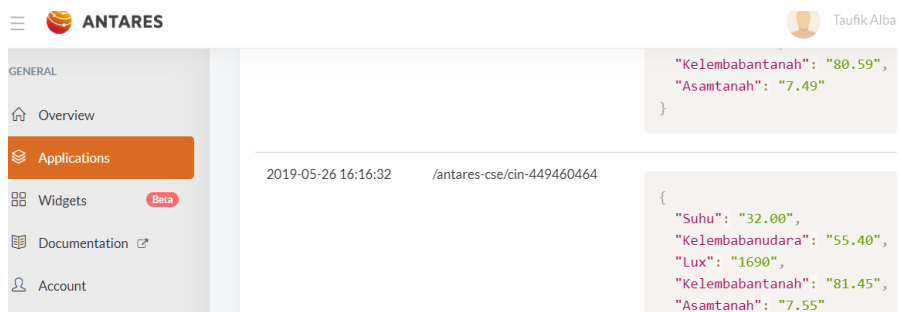 ANTARES
Taufik Alba
GENERAL
Overview
Applications
Widgets Beta
Documentation
Account
"Kelembabantanah": "80.59",
"Asamtanah": "7.49"
}
2019-05-26 16:16:32 /antares-cse/cin-449460464
{
"Suhu": "32.00",
"Kelembabanudara": "55.40",
"Lux": "1690",
"Kelembabantanah": "81.45",
"Asamtanah": "7.55"